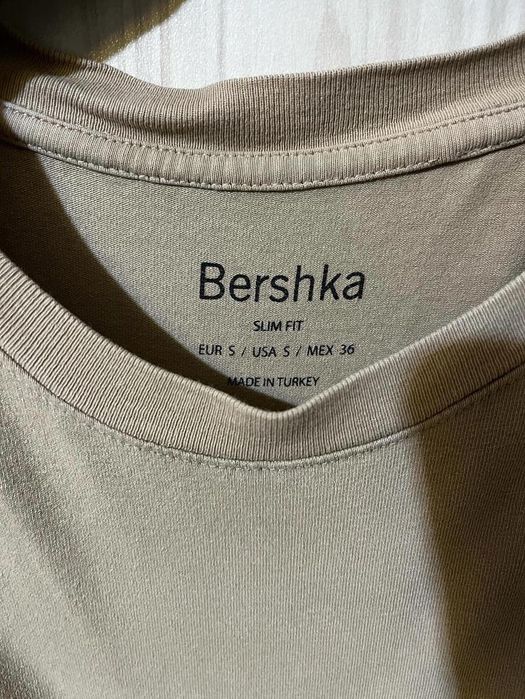 Bershka
SLIM FIT
EUR S / USA S / MEX 36
MADE IN TURKEY